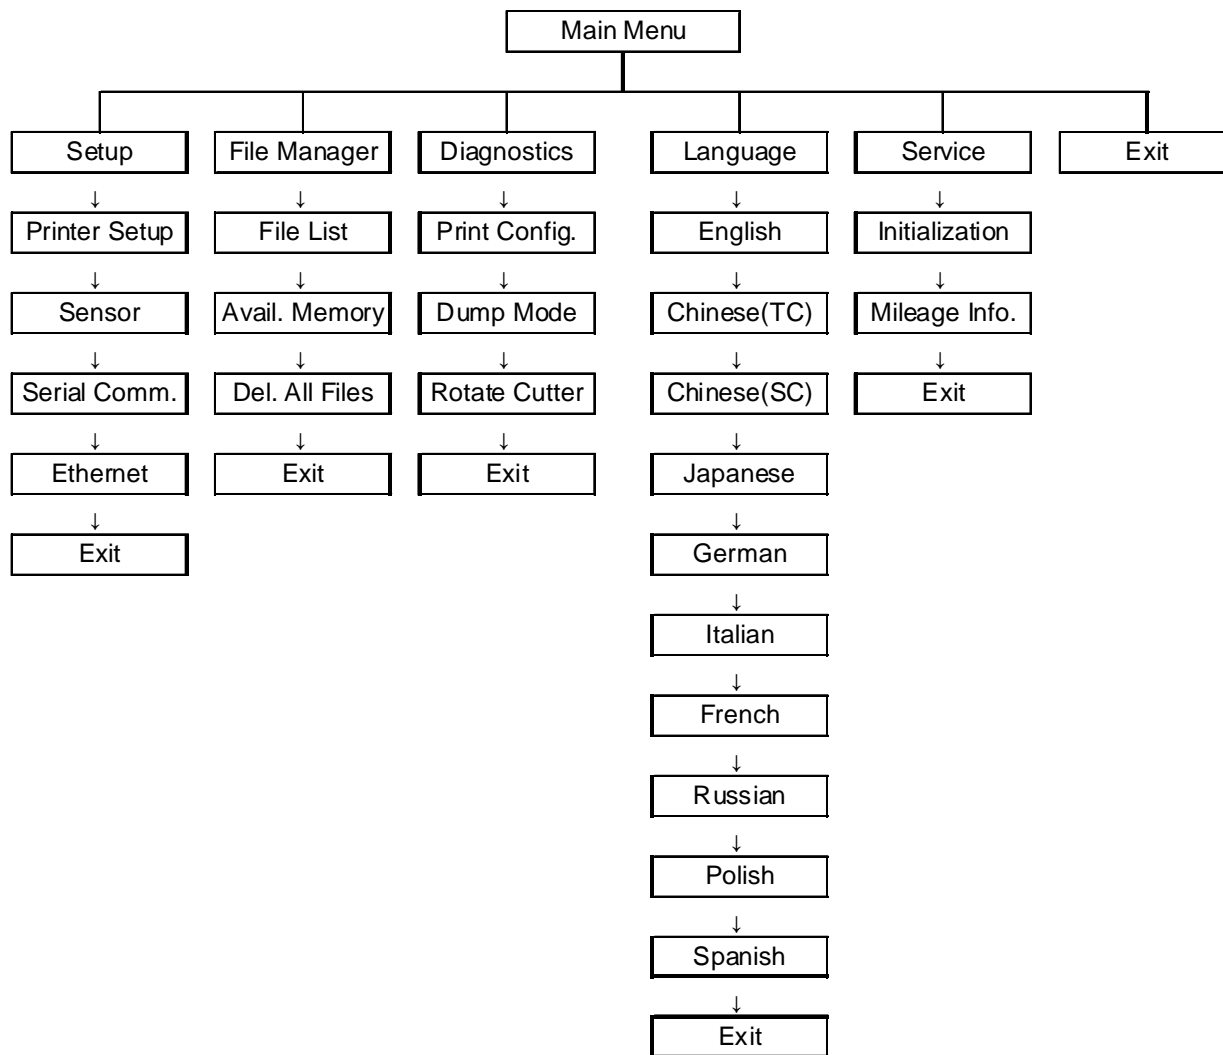 Main Menu
Setup
File Manager
Diagnostics
Language
Service
Exit
Printer Setup
File List
Print Config.
English
Initialization
Sensor
Avail. Memory
Dump Mode
Chinese(TC)
Mileage Info.
Serial Comm.
Del. All Files
Rotate Cutter
Chinese(SC)
Exit
Ethernet
Exit
Exit
Japanese
Exit
German
Italian
French
Russian
Polish
Spanish
Exit